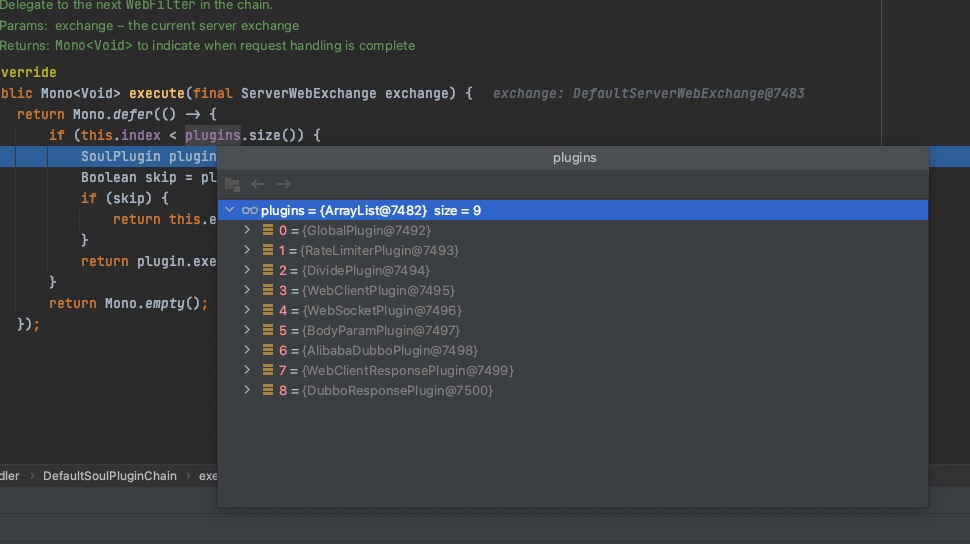 Delegate to the next WebFilter in the chain.
Params: exchange – the current server exchange
Returns: Mono<Void> to indicate when request handling is complete
verride
blic Mono<Void> execute(final ServerWebExchange exchange) { exchange: DefaultServerWebExchange@7483
return Mono.defer(() -> {
if (this.index < plugins.size()) {
SoulPlugin plugin
plugins
Boolean skip = pl
if (skip) {
return this.e
}
return plugin.exe
}
return Mono.empty();
});
plugins = {ArrayList@7482} size = 9
0 = {GlobalPlugin@7492}
1 = {RateLimiterPlugin@7493}
2 = {DividePlugin@7494}
3 = {WebClientPlugin@7495}
4 = {WebSocketPlugin@7496}
5 = {BodyParamPlugin@7497}
6 = {AlibabaDubboPlugin@7498}
7 = {WebClientResponsePlugin@7499}
8 = {DubboResponsePlugin@7500}
dler › DefaultSoulPluginChain › exe